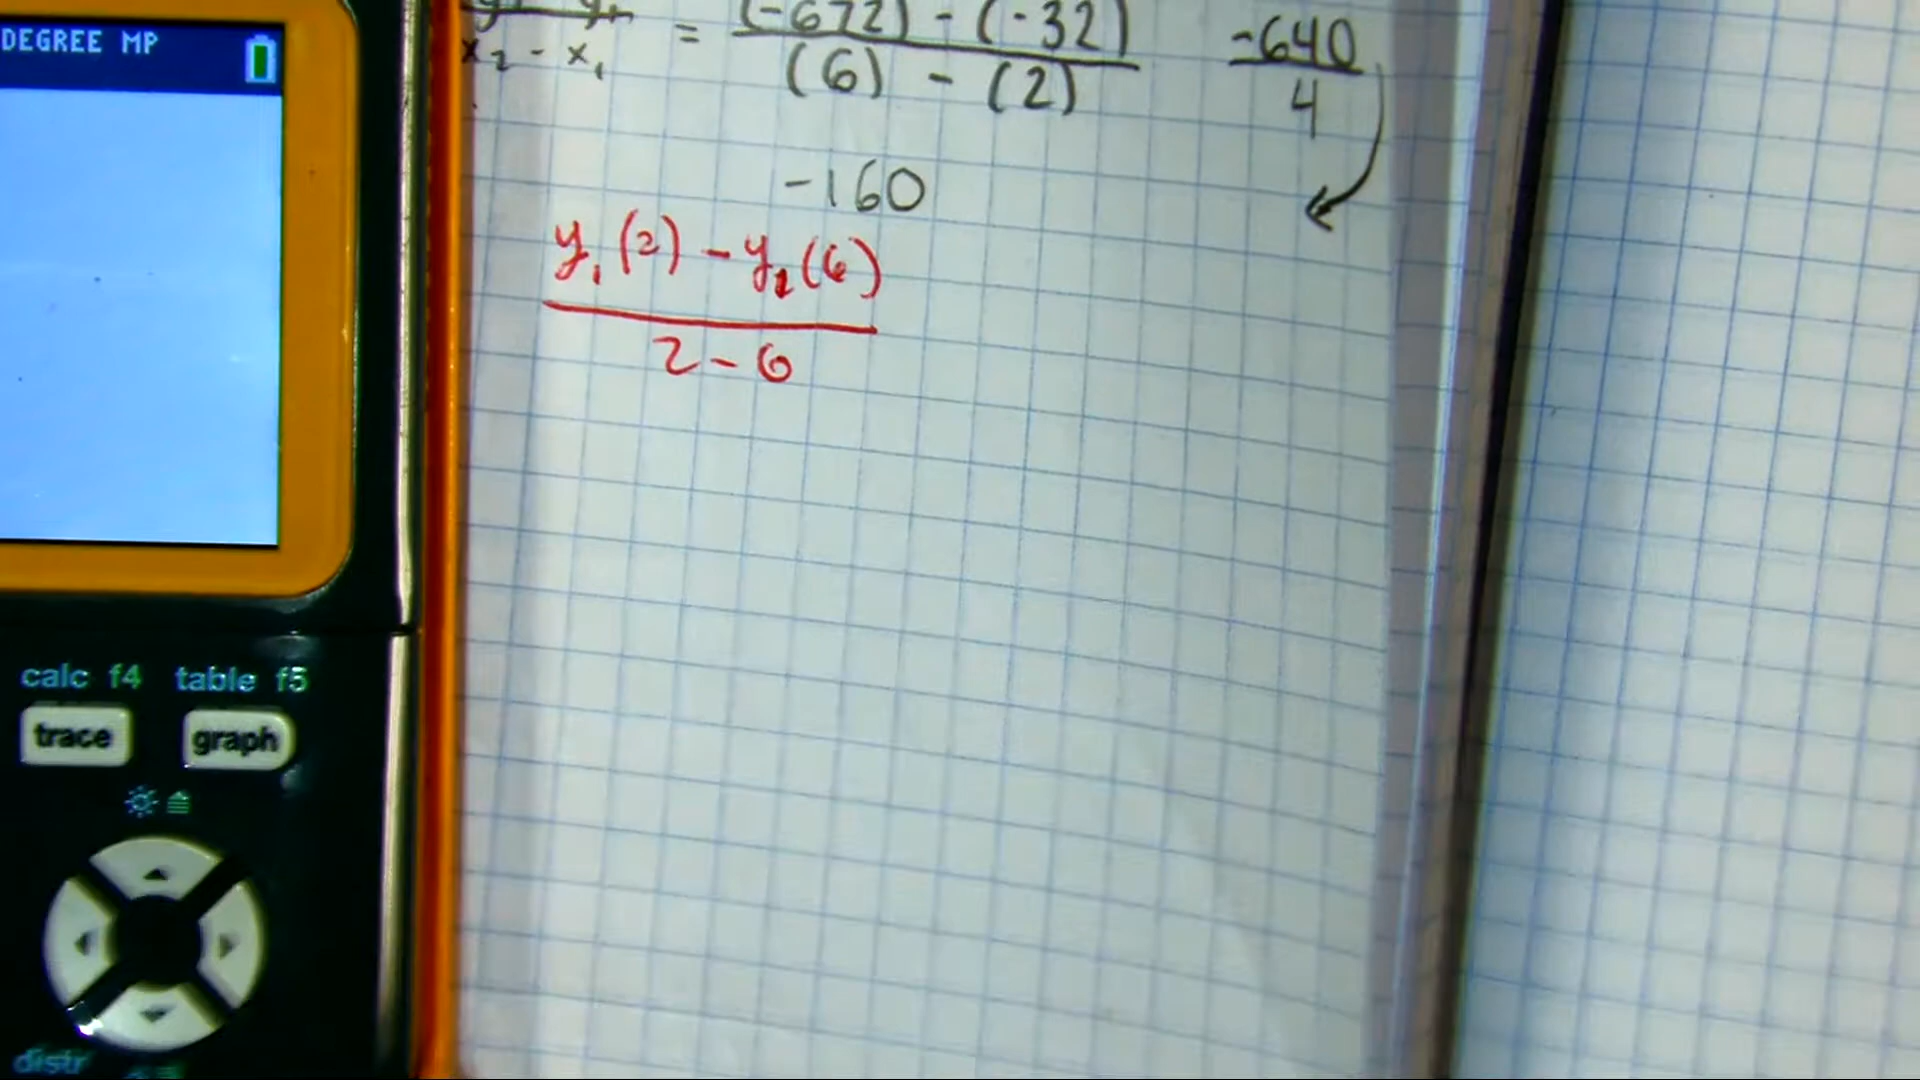 DEGREE MP
x₂ - x₁ = (-672) - (-32) / (6) - (2)
-640 / 4
-160
y₁(2) - y₁(6)
2 - 6
calc f4 table f5
trace graph
distr